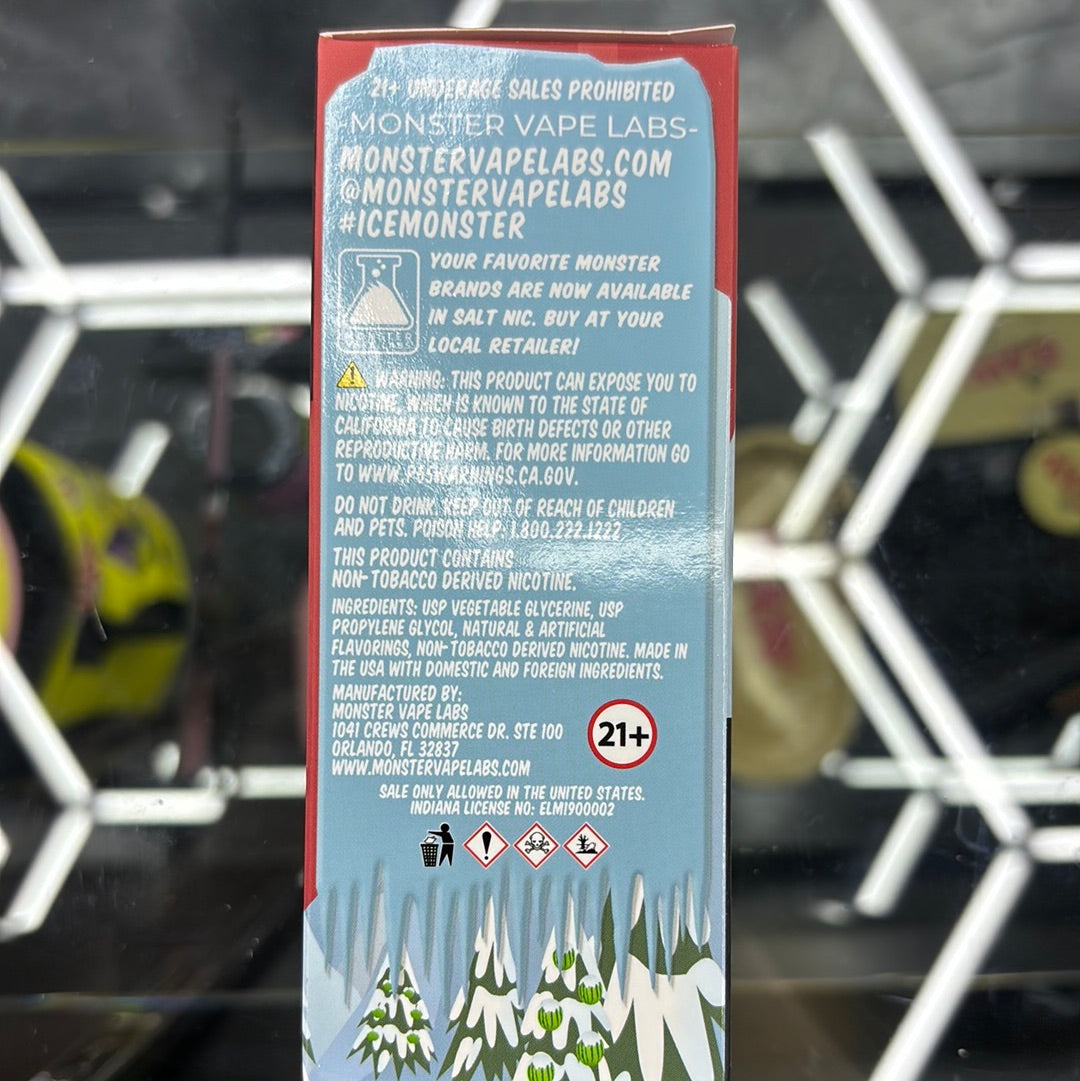 21+ UNDERAGE SALES PROHIBITED
MONSTER VAPE LABS-
MONSTERVAPELABS.COM
@MONSTERVAPELABS
#ICEMONSTER
YOUR FAVORITE MONSTER
BRANDS ARE NOW AVAILABLE
IN SALT NIC. BUY AT YOUR
LOCAL RETAILER!
WARNING: THIS PRODUCT CAN EXPOSE YOU TO
NICOTINE, WHICH IS KNOWN TO THE STATE OF
CALIFORNIA TO CAUSE BIRTH DEFECTS OR OTHER
REPRODUCTIVE HARM. FOR MORE INFORMATION GO
TO WWW.P65WARNINGS.CA.GOV.
DO NOT DRINK. KEEP OUT OF REACH OF CHILDREN
AND PETS. POISON HELP: 1.800.222.1222
THIS PRODUCT CONTAINS
NON-TOBACCO DERIVED NICOTINE.
INGREDIENTS: USP VEGETABLE GLYCERINE, USP
PROPYLENE GLYCOL, NATURAL & ARTIFICIAL
FLAVORINGS, NON-TOBACCO DERIVED NICOTINE. MADE IN
THE USA WITH DOMESTIC AND FOREIGN INGREDIENTS.
MANUFACTURED BY:
MONSTER VAPE LABS
1041 CREWS COMMERCE DR. STE 100
ORLANDO, FL 32837
WWW.MONSTERVAPELABS.COM
21+
SALE ONLY ALLOWED IN THE UNITED STATES.
INDIANA LICENSE NO: ELM1900002